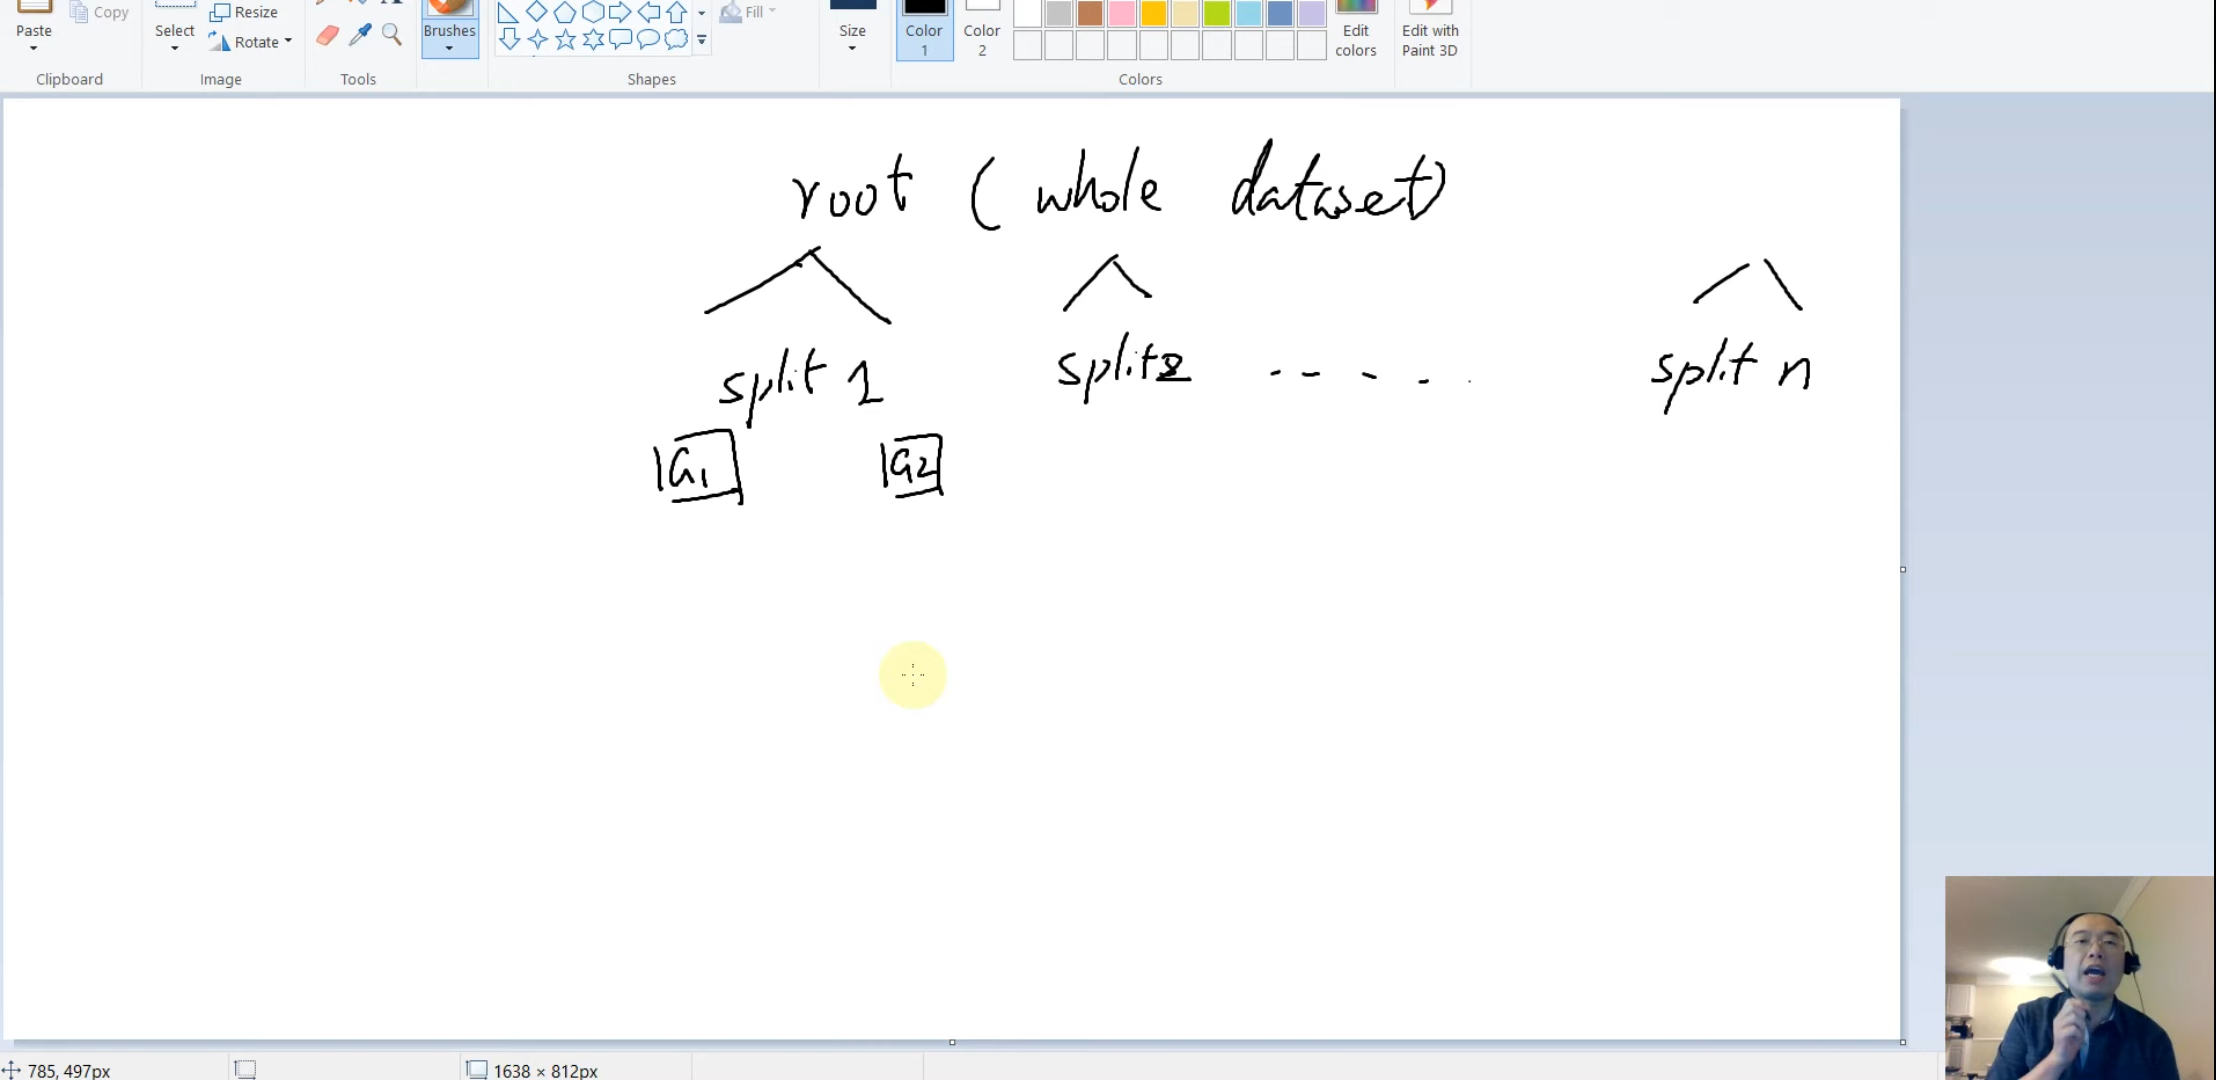 Paste
Copy
Select
Resize
Rotate
Brushes
Fill
Size
Color 1
Color 2
Edit colors
Edit with Paint 3D
Clipboard
Image
Tools
Shapes
Colors
root (whole dataset)
split 1
split 2
split n
G1
G2
785, 497px
1638 × 812px